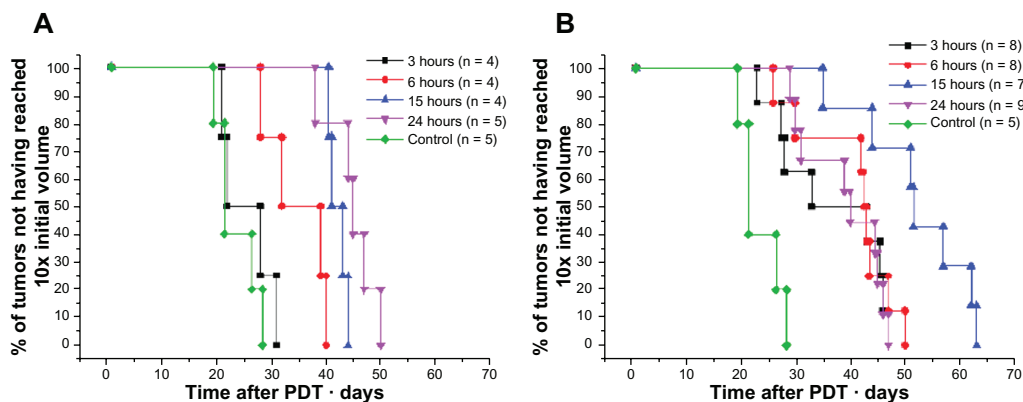 A
% of tumors not having reached
10x initial volume
100
90
80
70
60
50
40
30
20
10
0
0 10 20 30 40 50 60 70
Time after PDT · days
3 hours (n = 4)
6 hours (n = 4)
15 hours (n = 4)
24 hours (n = 5)
Control (n = 5)
B
% of tumors not having reached
10x initial volume
100
90
80
70
60
50
40
30
20
10
0
0 10 20 30 40 50 60 70
Time after PDT · days
3 hours (n = 8)
6 hours (n = 8)
15 hours (n = 7
24 hours (n = 9
Control (n = 5)